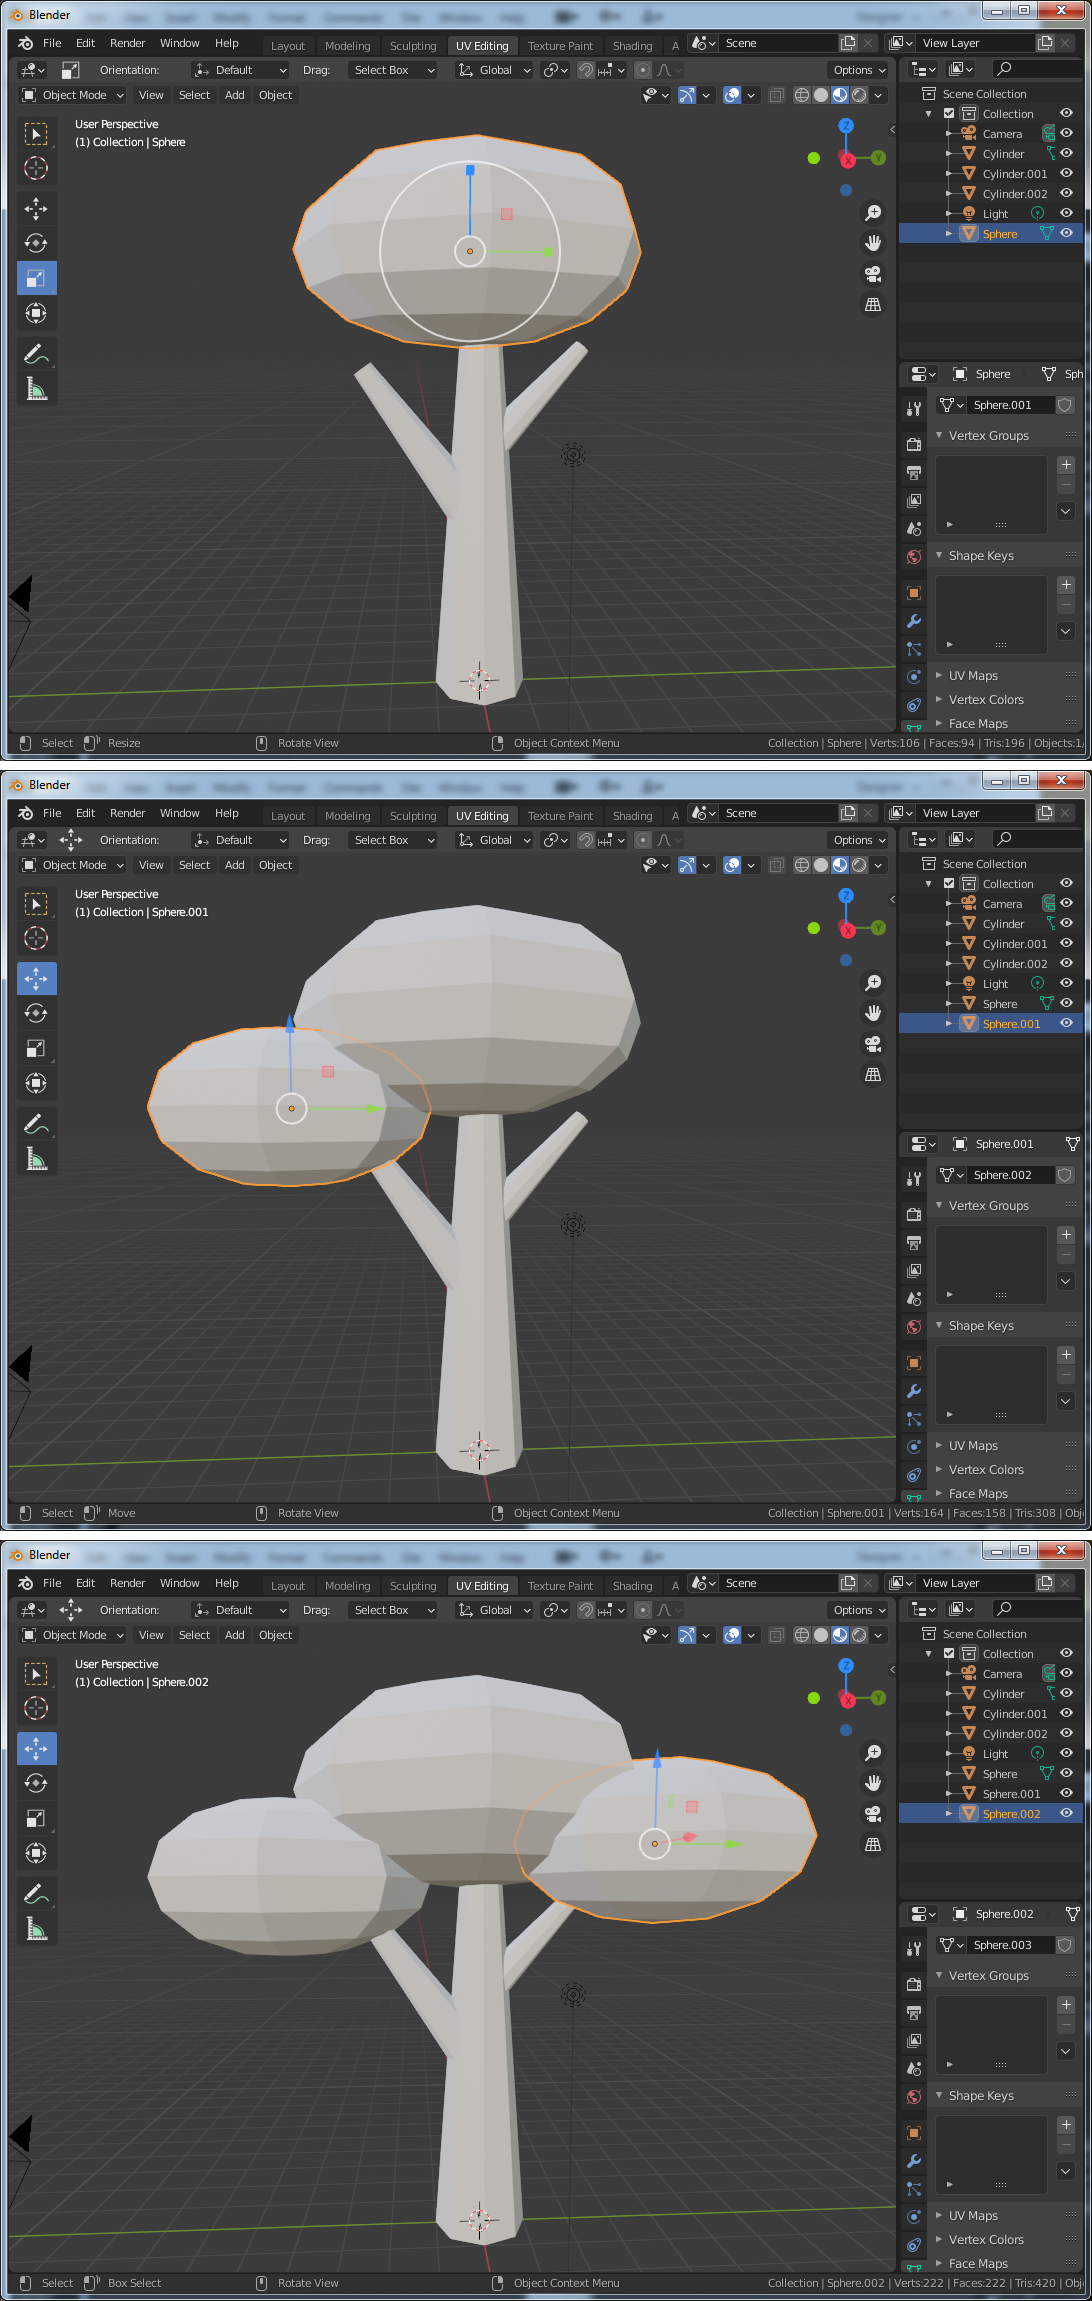 Blender
File Edit Render Window Help Layout Modeling Sculpting UV Editing Texture Paint Shading A Scene View Layer
Orientation: Default Drag: Select Box Global Options
Object Mode View Select Add Object
User Perspective
(1) Collection | Sphere
Z
X
Y
Scene Collection
Collection
Camera
Cylinder
Cylinder.001
Cylinder.002
Light
Sphere
Sphere Sph
Sphere.001
Vertex Groups
Shape Keys
UV Maps
Vertex Colors
Face Maps
Select Resize Rotate View Object Context Menu Collection | Sphere | Verts:106 | Faces:94 | Tris:196 | Objects:1
Blender
File Edit Render Window Help Layout Modeling Sculpting UV Editing Texture Paint Shading A Scene View Layer
Orientation: Default Drag: Select Box Global Options
Object Mode View Select Add Object
User Perspective
(1) Collection | Sphere.001
Z
X
Y
Scene Collection
Collection
Camera
Cylinder
Cylinder.001
Cylinder.002
Light
Sphere
Sphere.001
Sphere.001
Sphere.002
Vertex Groups
Shape Keys
UV Maps
Vertex Colors
Face Maps
Select Move Rotate View Object Context Menu Collection | Sphere.001 | Verts:164 | Faces:158 | Tris:308 | Obj
Blender
File Edit Render Window Help Layout Modeling Sculpting UV Editing Texture Paint Shading A Scene View Layer
Orientation: Default Drag: Select Box Global Options
Object Mode View Select Add Object
User Perspective
(1) Collection | Sphere.002
Z
X
Y
Scene Collection
Collection
Camera
Cylinder
Cylinder.001
Cylinder.002
Light
Sphere
Sphere.001
Sphere.002
Sphere.002
Sphere.003
Vertex Groups
Shape Keys
UV Maps
Vertex Colors
Face Maps
Select Box Select Rotate View Object Context Menu Collection | Sphere.002 | Verts:222 | Faces:222 | Tris:420 | Obj